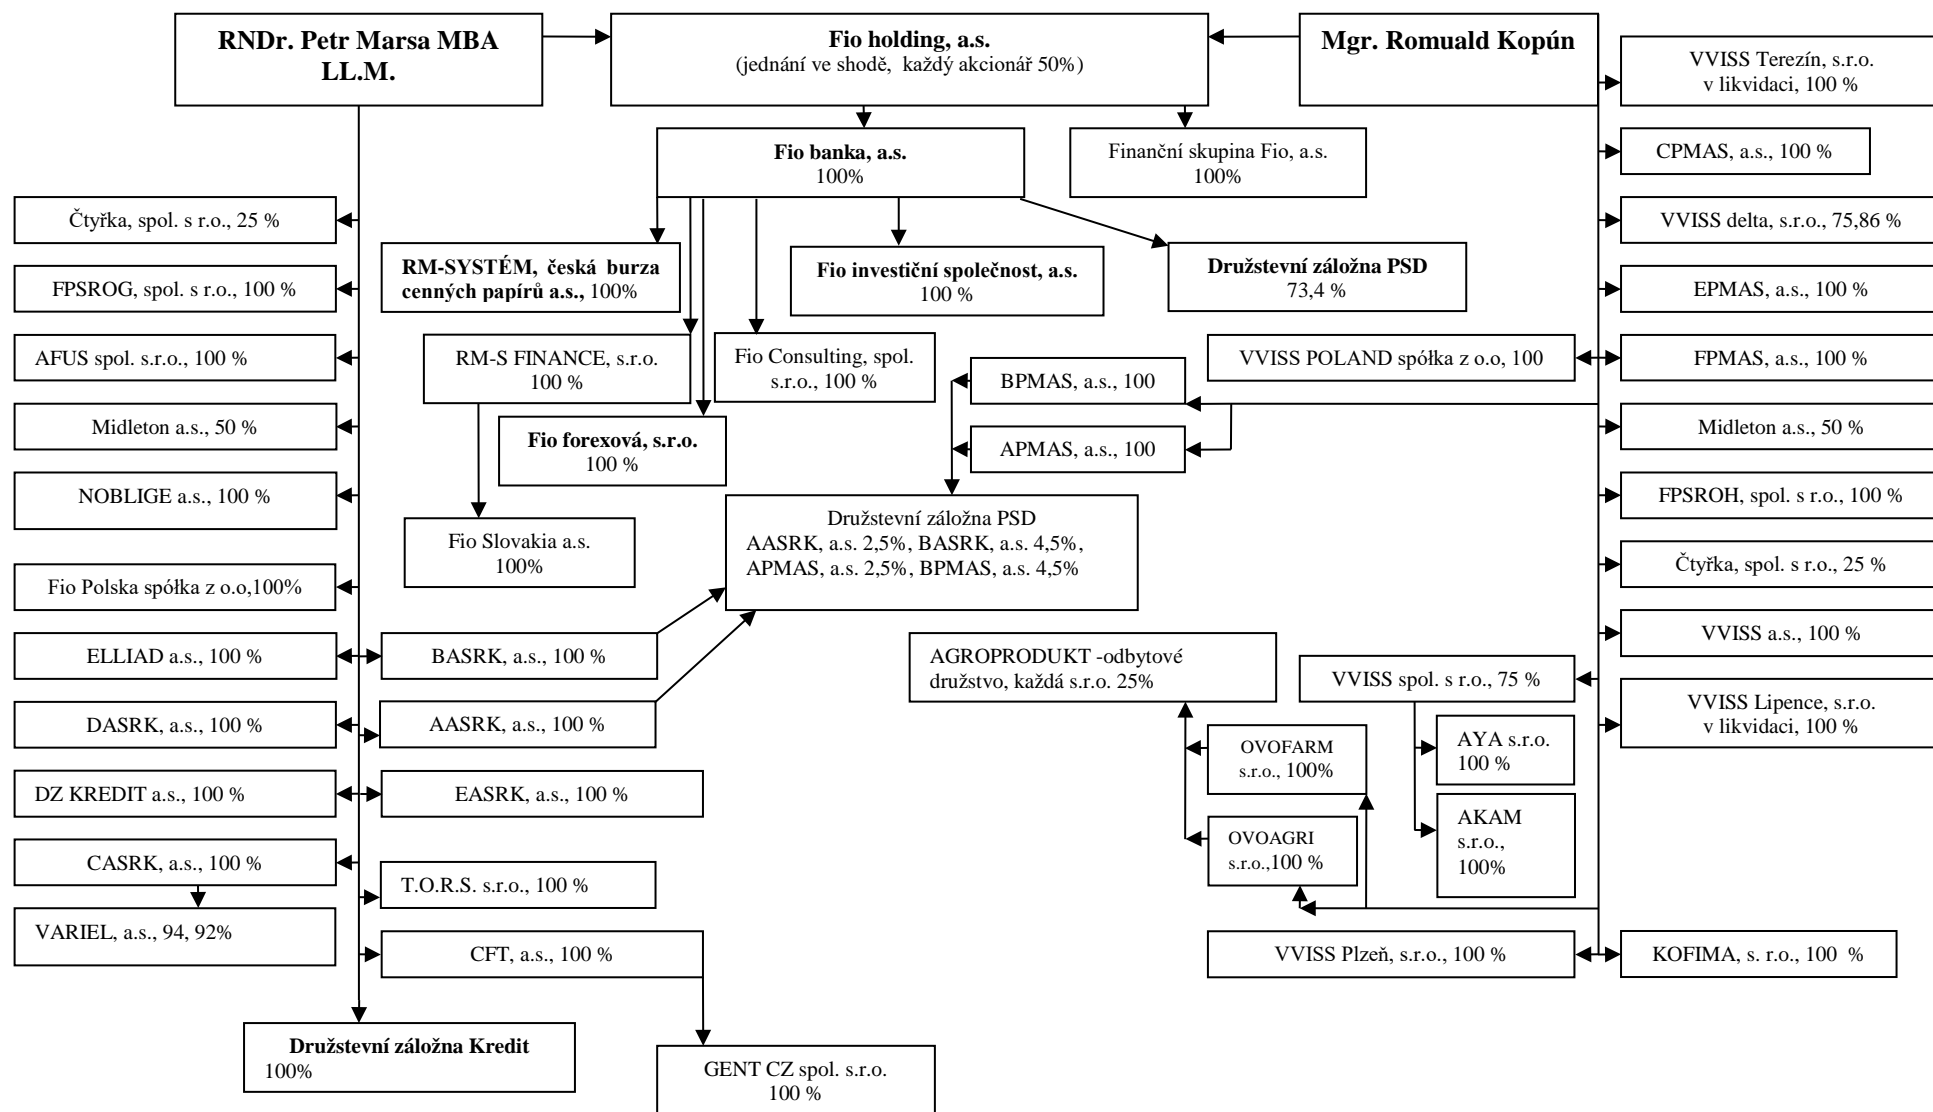 RNDr. Petr Marsa MBA
LL.M.
Fio holding, a.s.
(jednání ve shodě, každý akcionář 50%)
Mgr. Romuald Kopún
VVISS Terezín, s.r.o.
v likvidaci, 100 %
Fio banka, a.s.
100%
Finanční skupina Fio, a.s.
100%
CPMAS, a.s., 100 %
Čtyřka, spol. s r.o., 25 %
VVISS delta, s.r.o., 75,86 %
RM-SYSTÉM, česká burza
cenných papírů a.s., 100%
Fio investiční společnost, a.s.
100 %
Družstevní záložna PSD
73,4 %
FPSROG, spol. s r.o., 100 %
EPMAS, a.s., 100 %
AFUS spol. s.r.o., 100 %
RM-S FINANCE, s.r.o.
100 %
Fio Consulting, spol.
s.r.o., 100 %
VVISS POLAND spólka z o.o, 100
FPMAS, a.s., 100 %
BPMAS, a.s., 100
Midleton a.s., 50 %
Fio forexová, s.r.o.
100 %
APMAS, a.s., 100
Midleton a.s., 50 %
NOBLIGE a.s., 100 %
FPSROH, spol. s r.o., 100 %
Fio Slovakia a.s.
100%
Družstevní záložna PSD
AASRK, a.s. 2,5%, BASRK, a.s. 4,5%,
APMAS, a.s. 2,5%, BPMAS, a.s. 4,5%
Čtyřka, spol. s r.o., 25 %
Fio Polska spólka z o.o,100%
ELLIAD a.s., 100 %
BASRK, a.s., 100 %
AGROPRODUKT -odbytové
družstvo, každá s.r.o. 25%
VVISS spol. s r.o., 75 %
VVISS a.s., 100 %
DASRK, a.s., 100 %
AASRK, a.s., 100 %
VVISS Lipence, s.r.o.
v likvidaci, 100 %
OVOFARM
s.r.o., 100%
AYA s.r.o.
100 %
DZ KREDIT a.s., 100 %
EASRK, a.s., 100 %
OVOAGRI
s.r.o.,100 %
AKAM
s.r.o.,
100%
CASRK, a.s., 100 %
T.O.R.S. s.r.o., 100 %
VARIEL, a.s., 94, 92%
CFT, a.s., 100 %
VVISS Plzeň, s.r.o., 100 %
KOFIMA, s. r.o., 100 %
Družstevní záložna Kredit
100%
GENT CZ spol. s.r.o.
100 %